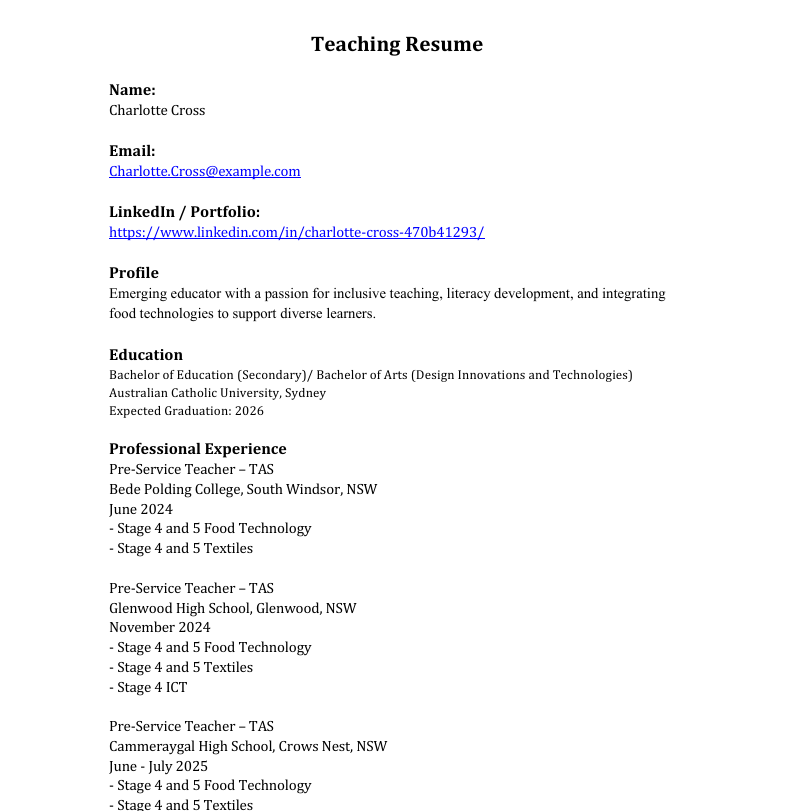 Teaching Resume
Name:
Charlotte Cross
Email:
Charlotte.Cross@example.com
LinkedIn / Portfolio:
https://www.linkedin.com/in/charlotte-cross-470b41293/
Profile
Emerging educator with a passion for inclusive teaching, literacy development, and integrating
food technologies to support diverse learners.
Education
Bachelor of Education (Secondary)/ Bachelor of Arts (Design Innovations and Technologies)
Australian Catholic University, Sydney
Expected Graduation: 2026
Professional Experience
Pre-Service Teacher – TAS
Bede Polding College, South Windsor, NSW
June 2024
- Stage 4 and 5 Food Technology
- Stage 4 and 5 Textiles
Pre-Service Teacher – TAS
Glenwood High School, Glenwood, NSW
November 2024
- Stage 4 and 5 Food Technology
- Stage 4 and 5 Textiles
- Stage 4 ICT
Pre-Service Teacher – TAS
Cammeraygal High School, Crows Nest, NSW
June - July 2025
- Stage 4 and 5 Food Technology
- Stage 4 and 5 Textiles